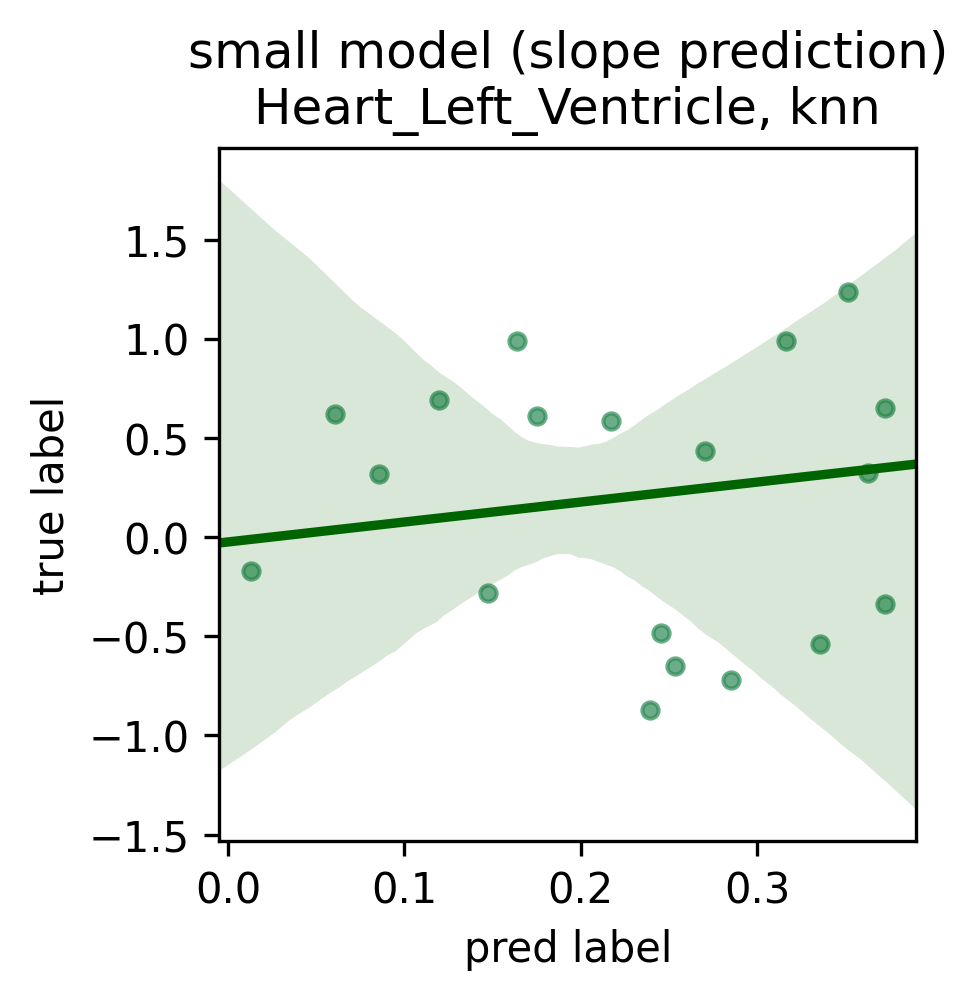 small model (slope prediction)
Heart_Left_Ventricle, knn
1.5
1.0
0.5
0.0
−0.5
−1.0
−1.5
true label
0.0 0.1 0.2 0.3
pred label